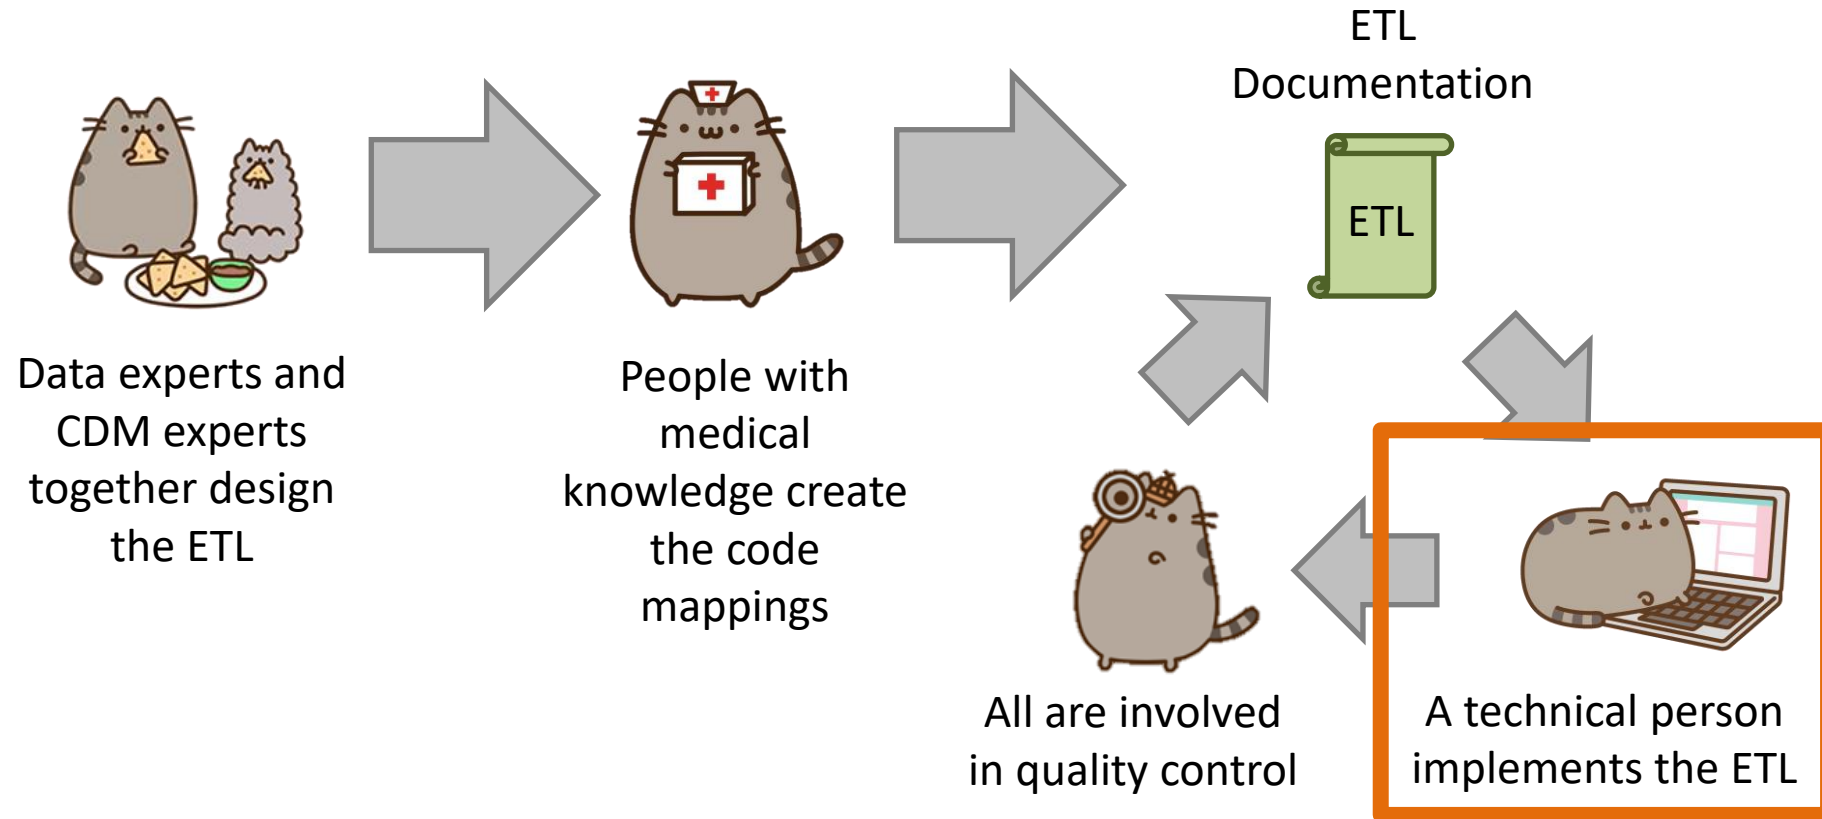 Data experts and
CDM experts
together design
the ETL
People with
medical
knowledge create
the code
mappings
ETL
Documentation
ETL
A technical person
implements the ETL
All are involved
in quality control